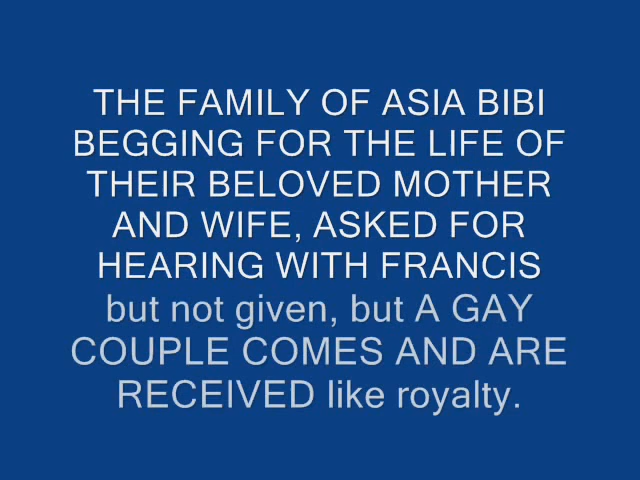 THE FAMILY OF ASIA BIBI
BEGGING FOR THE LIFE OF
THEIR BELOVED MOTHER
AND WIFE, ASKED FOR
HEARING WITH FRANCIS
but not given, but A GAY
COUPLE COMES AND ARE
RECEIVED like royalty.